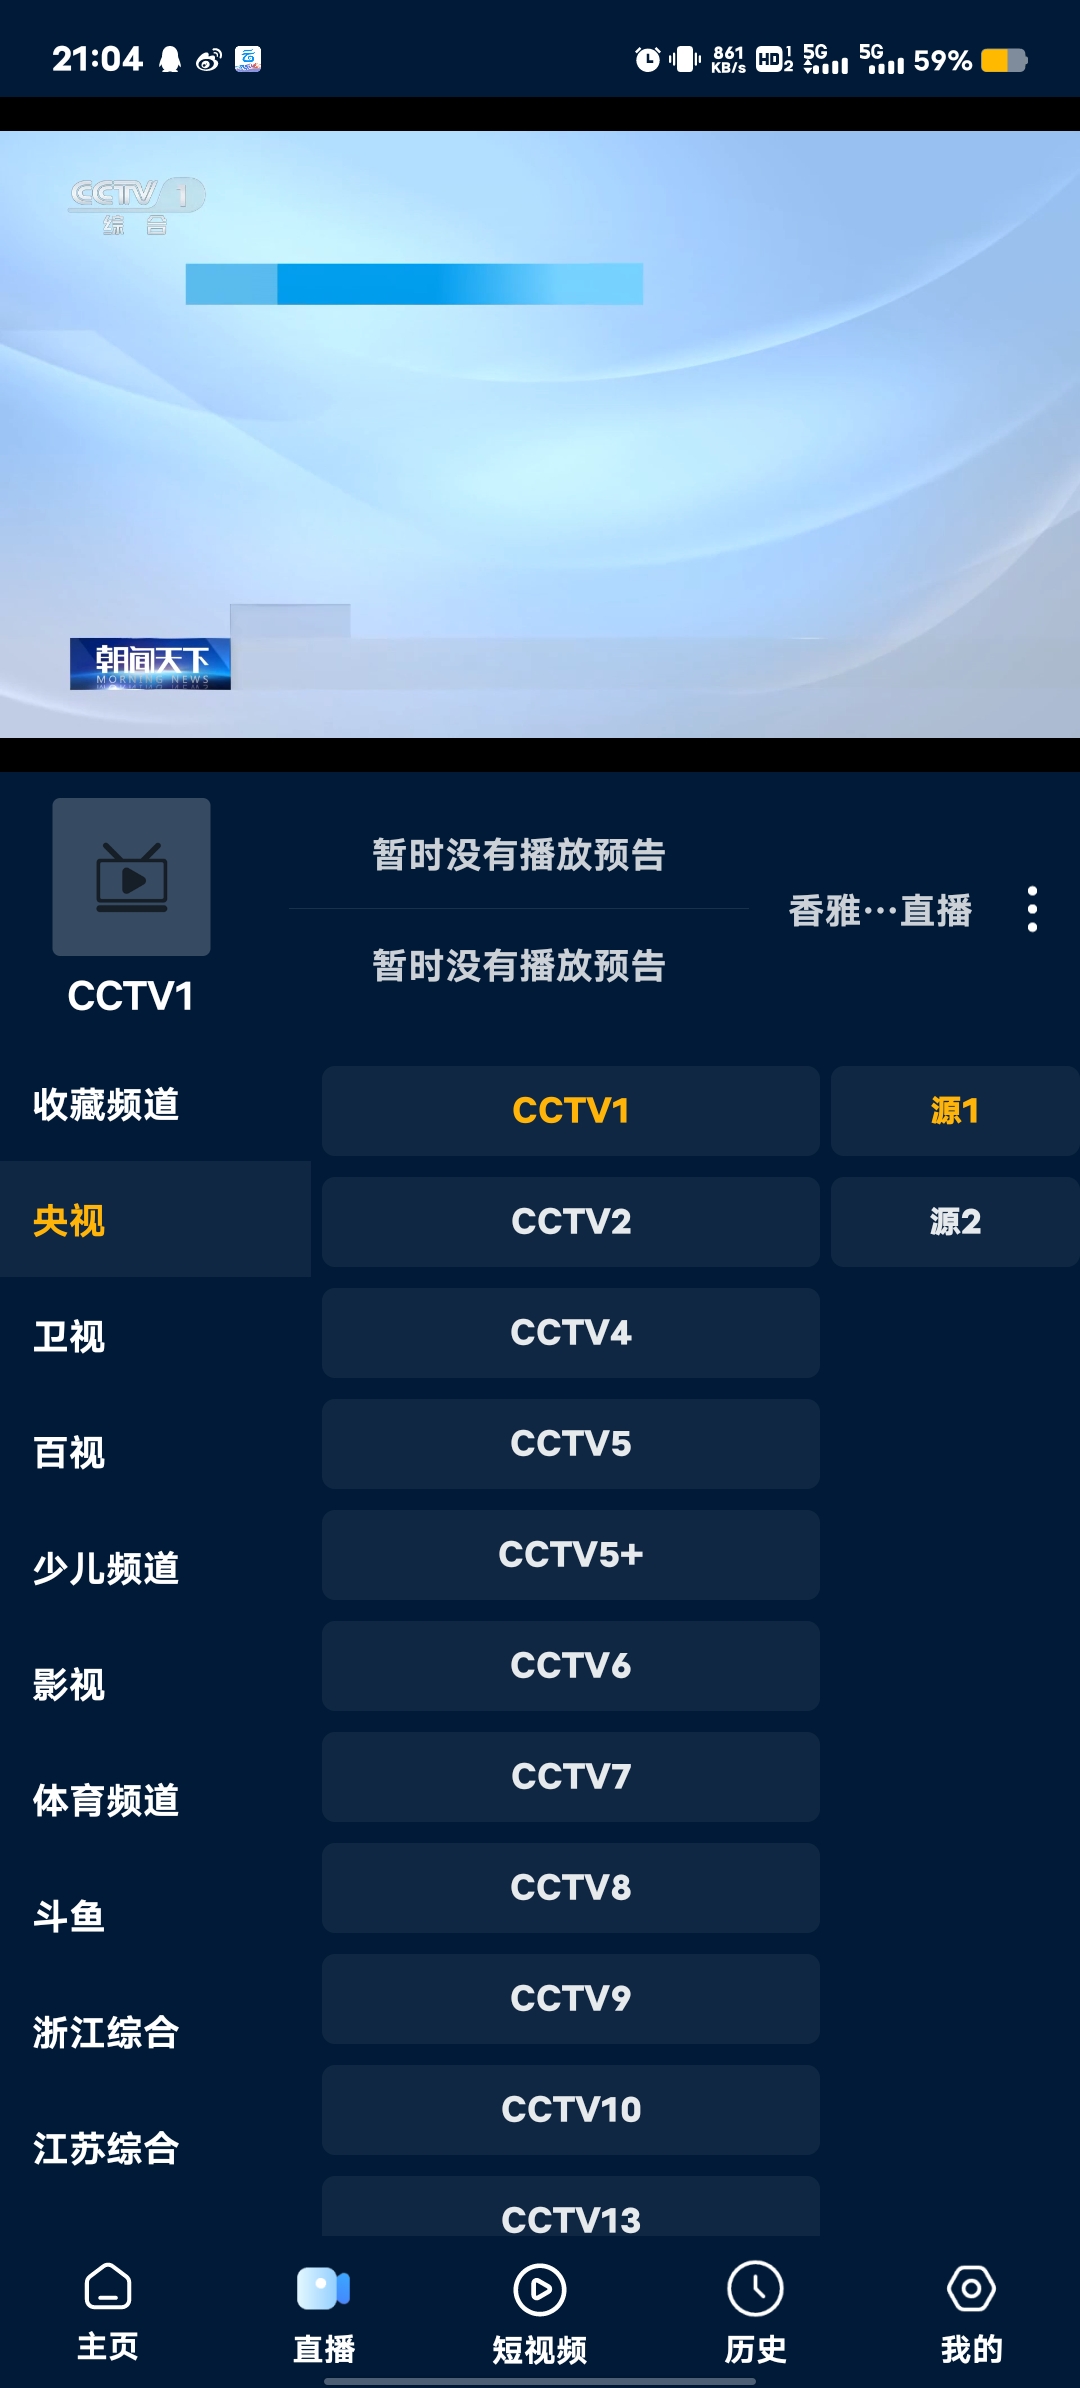 21:04
861 KB/s HD 1 2 5G 5G 59%
CCTV 1
综合
朝闻天下
MORNING NEWS
暂时没有播放预告
香雅…直播
暂时没有播放预告
CCTV1
收藏频道
CCTV1
源1
央视
CCTV2
源2
卫视
CCTV4
百视
CCTV5
少儿频道
CCTV5+
影视
CCTV6
体育频道
CCTV7
斗鱼
CCTV8
浙江综合
CCTV9
江苏综合
CCTV10
CCTV13
主页
直播
短视频
历史
我的